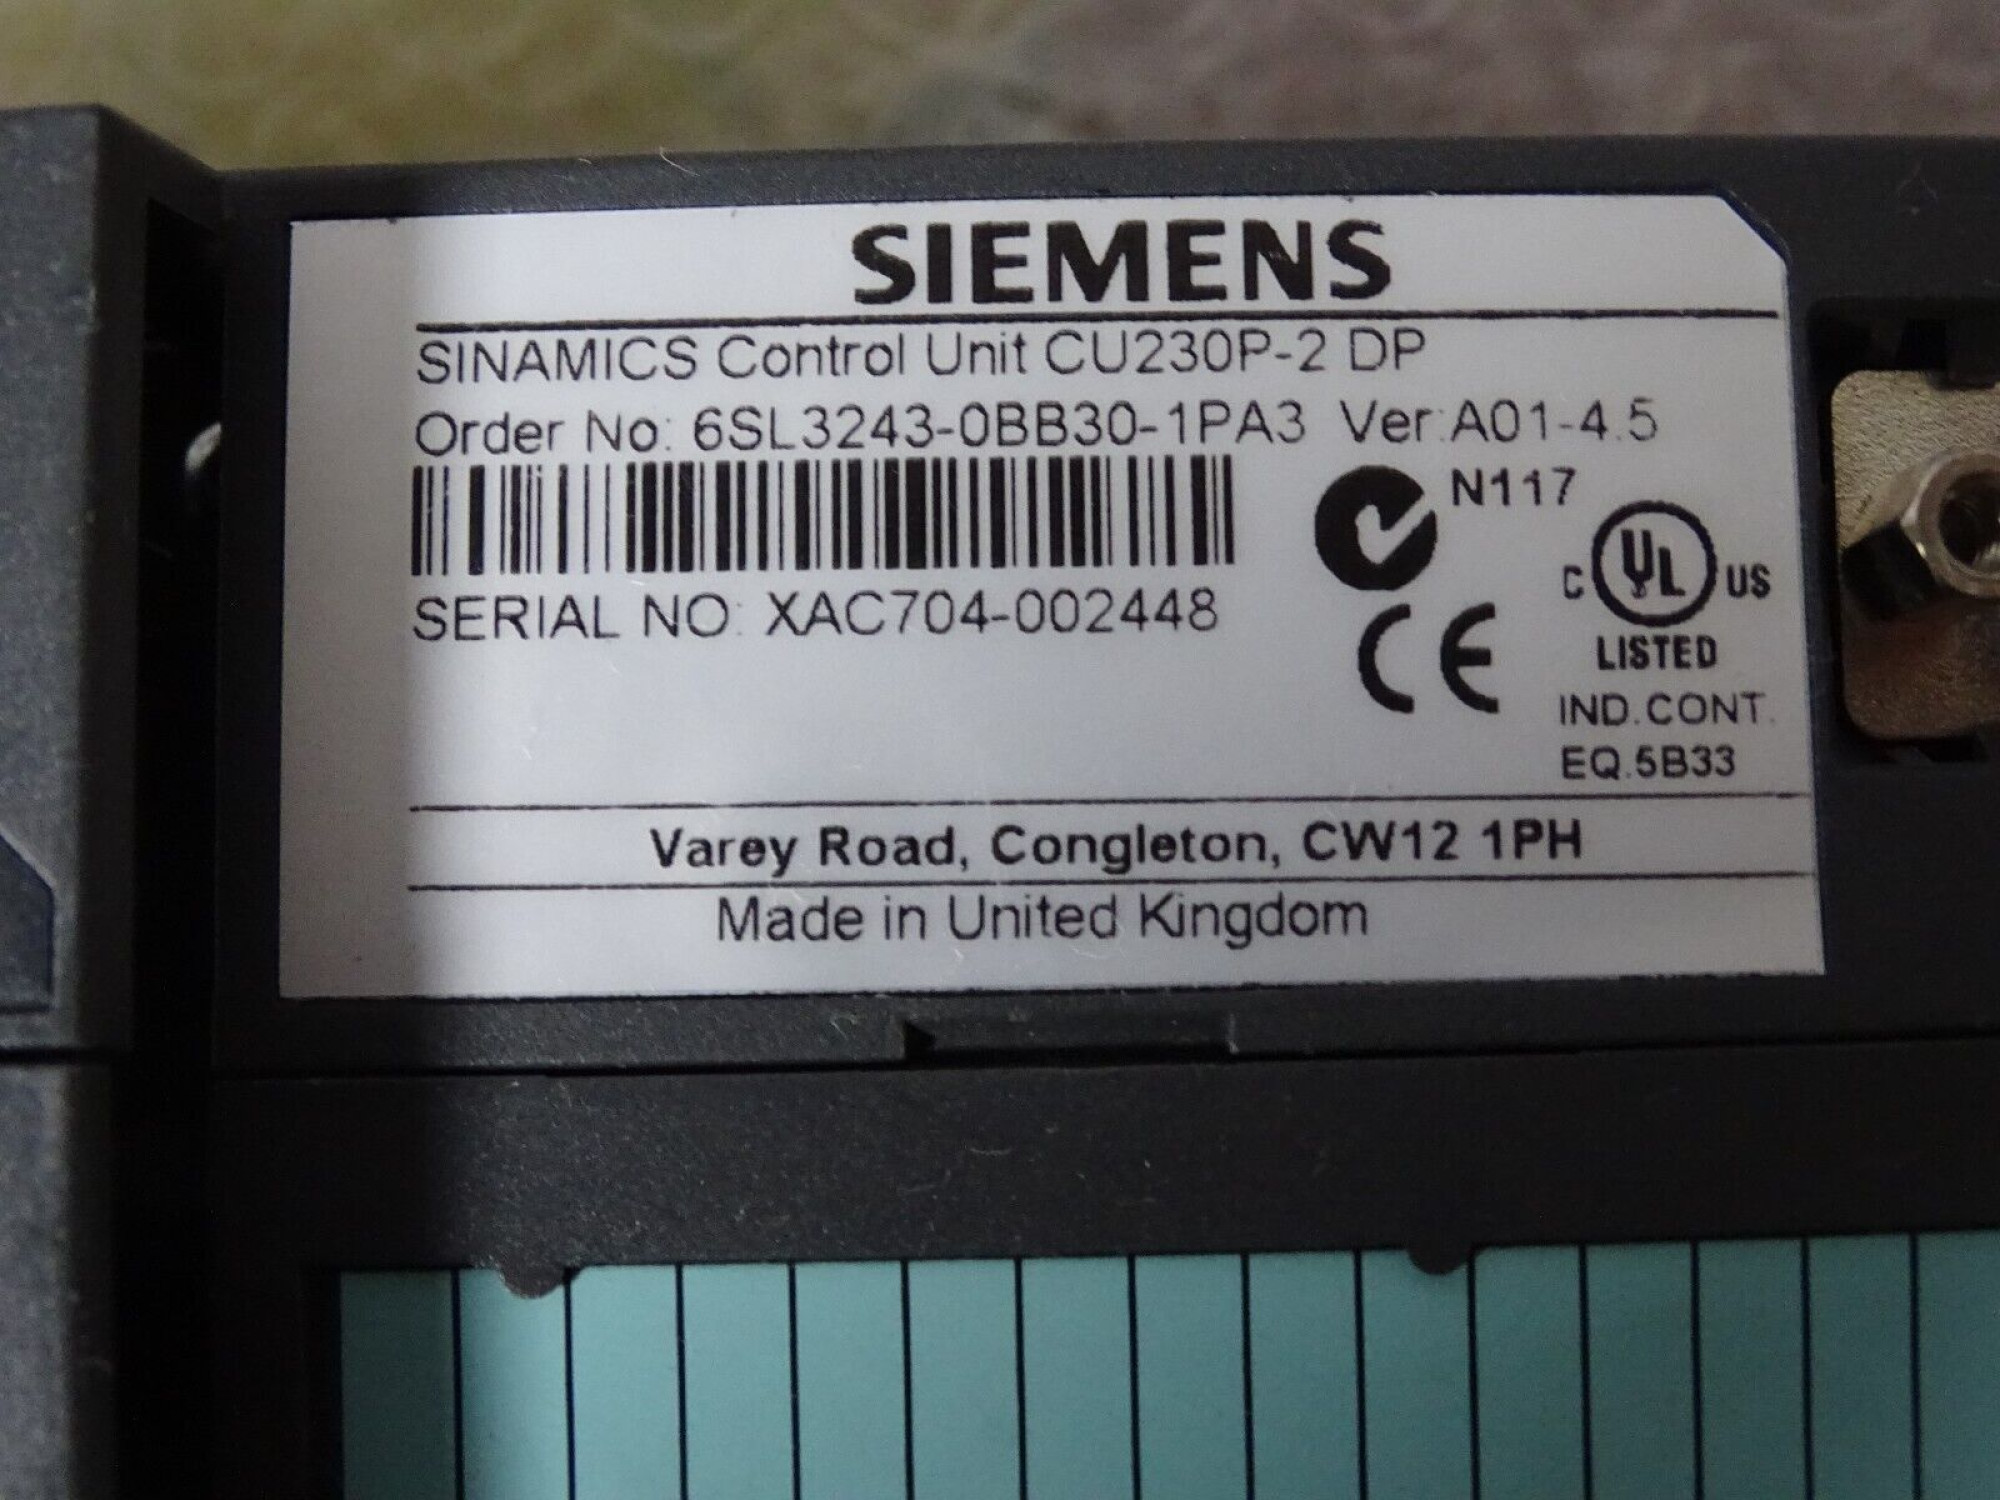 SIEMENS
SINAMICS Control Unit CU230P-2 DP
Order No: 6SL3243-0BB30-1PA3 Ver:A01-4.5
N117
SERIAL NO: XAC704-002448
CE
C UL US
LISTED
IND.CONT.
EQ.5B33
Varey Road, Congleton, CW12 1PH
Made in United Kingdom